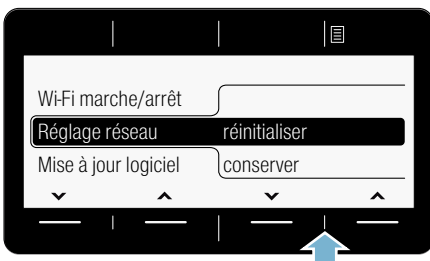 Wi-Fi marche/arrêt
Réglage réseau réinitialiser
Mise à jour logiciel conserver